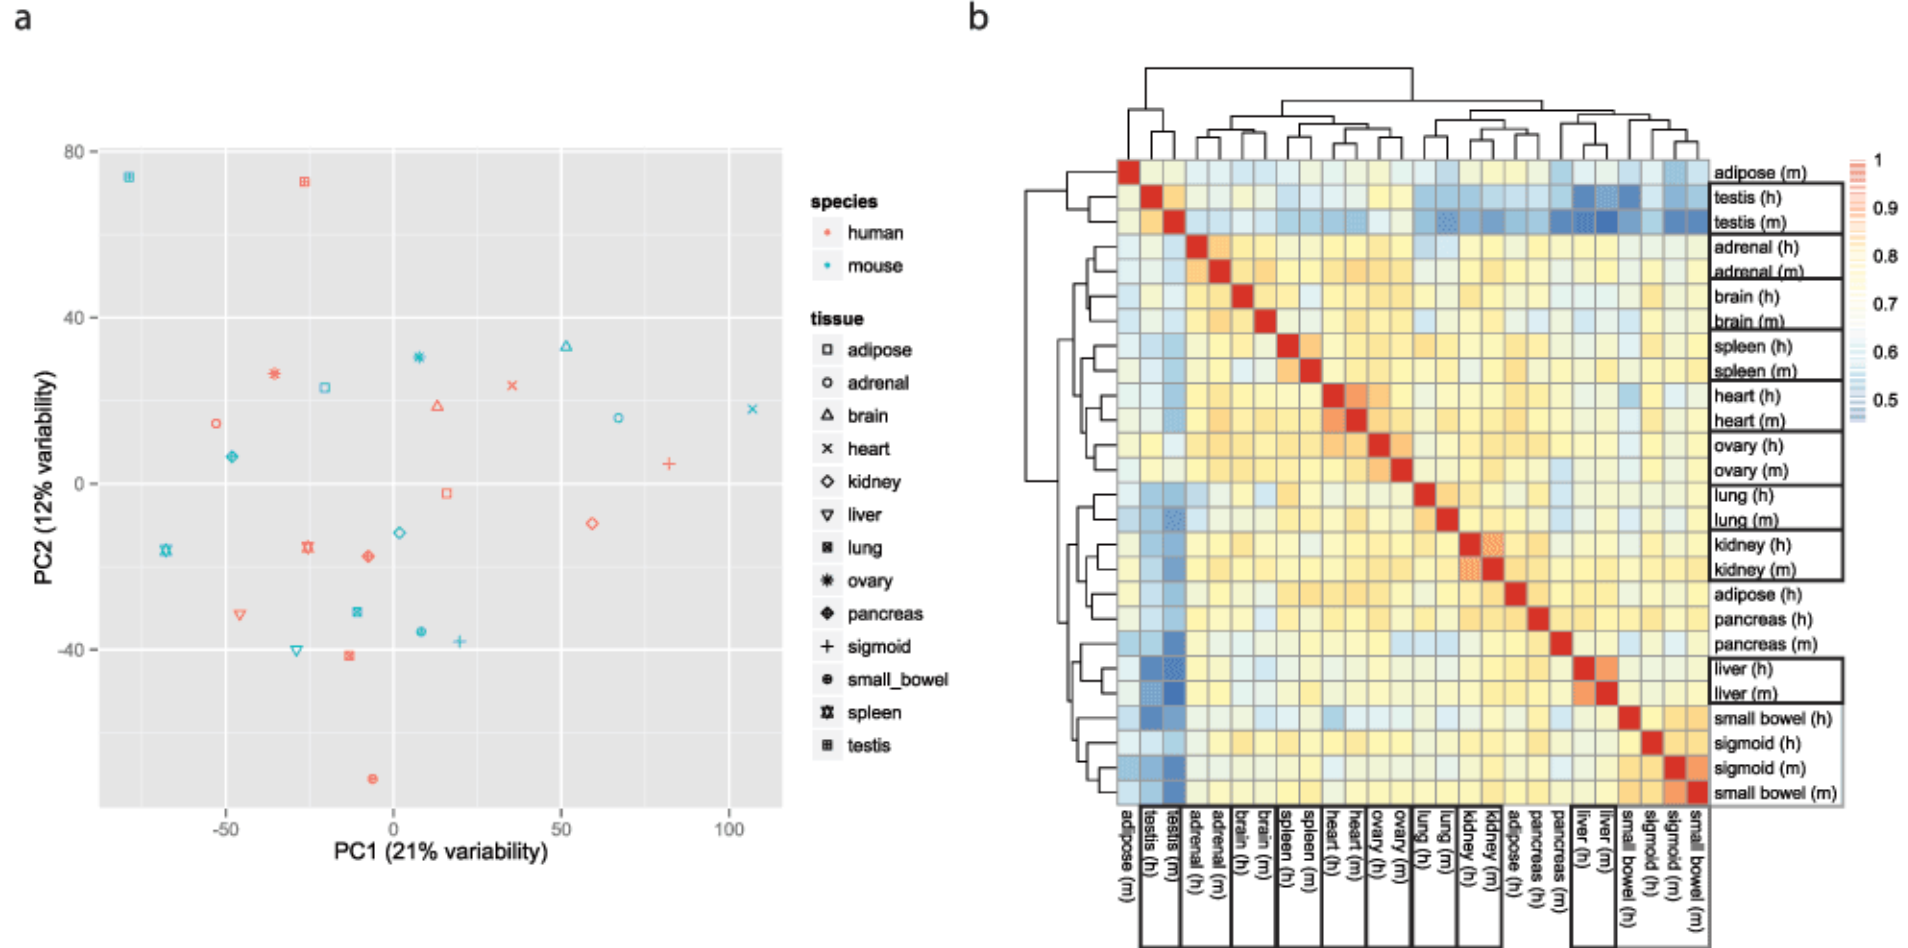 a
80
40
0
-40
-50
0
50
100
PC2 (12% variability)
PC1 (21% variability)
species
human
mouse
tissue
adipose
adrenal
brain
heart
kidney
liver
lung
ovary
pancreas
sigmoid
small_bowel
spleen
testis
b
adipose (m)
testis (h)
testis (m)
adrenal (h)
adrenal (m)
brain (h)
brain (m)
spleen (h)
spleen (m)
heart (h)
heart (m)
ovary (h)
ovary (m)
lung (h)
lung (m)
kidney (h)
kidney (m)
adipose (h)
pancreas (h)
pancreas (m)
liver (h)
liver (m)
small bowel (h)
sigmoid (h)
sigmoid (m)
small bowel (m)
1
0.9
0.8
0.7
0.6
0.5
adipose (m)
testis (h)
testis (m)
adrenal (h)
adrenal (m)
brain (h)
brain (m)
spleen (h)
spleen (m)
heart (h)
heart (m)
ovary (h)
ovary (m)
lung (h)
lung (m)
kidney (h)
kidney (m)
adipose (h)
pancreas (h)
pancreas (m)
liver (h)
liver (m)
small bowel (h)
sigmoid (h)
sigmoid (m)
small bowel (m)